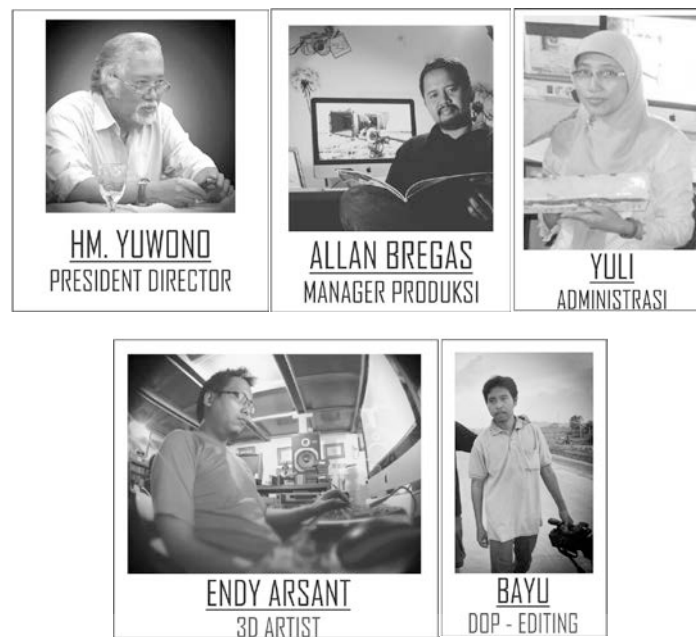 HM. YUWONO
PRESIDENT DIRECTOR
ALLAN BREGAS
MANAGER PRODUKSI
YULI
ADMINISTRASI
ENDY ARSANT
3D ARTIST
BAYU
DOP - EDITING